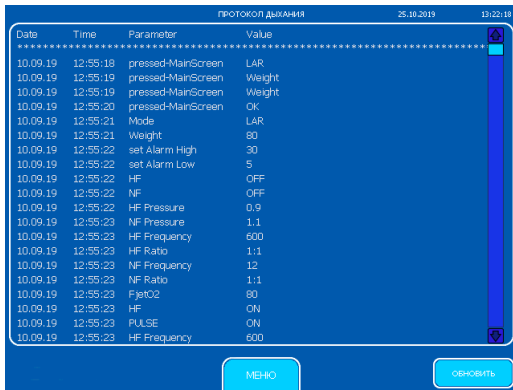 ПРОТОКОЛ ДЫХАНИЯ 25.10.2019 13:22:18
Date Time Parameter Value
********************************************************************************
10.09.19 12:55:18 pressed-MainScreen LAR
10.09.19 12:55:19 pressed-MainScreen Weight
10.09.19 12:55:19 pressed-MainScreen Weight
10.09.19 12:55:20 pressed-MainScreen OK
10.09.19 12:55:21 Mode LAR
10.09.19 12:55:21 Weight 80
10.09.19 12:55:22 set Alarm High 30
10.09.19 12:55:22 set Alarm Low 5
10.09.19 12:55:22 HF OFF
10.09.19 12:55:22 NF OFF
10.09.19 12:55:22 HF Pressure 0.9
10.09.19 12:55:23 NF Pressure 1.1
10.09.19 12:55:23 HF Frequency 600
10.09.19 12:55:23 HF Ratio 1:1
10.09.19 12:55:23 NF Frequency 12
10.09.19 12:55:23 NF Ratio 1:1
10.09.19 12:55:23 FjetO2 80
10.09.19 12:55:23 HF ON
10.09.19 12:55:23 PULSE ON
10.09.19 12:55:23 HF Frequency 600
МЕНЮ ОБНОВИТЬ